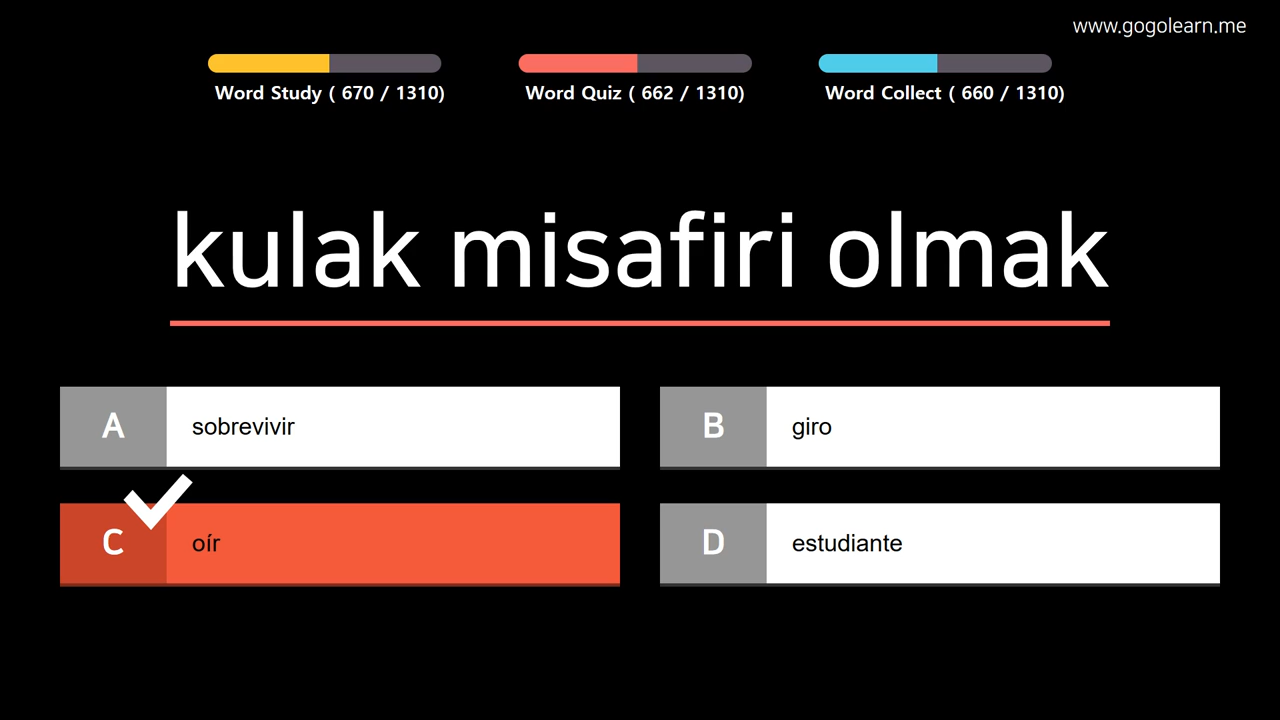 www.gogolearn.me
Word Study ( 670 / 1310)
Word Quiz ( 662 / 1310)
Word Collect ( 660 / 1310)
kulak misafiri olmak
A sobrevivir
B giro
C oír
D estudiante